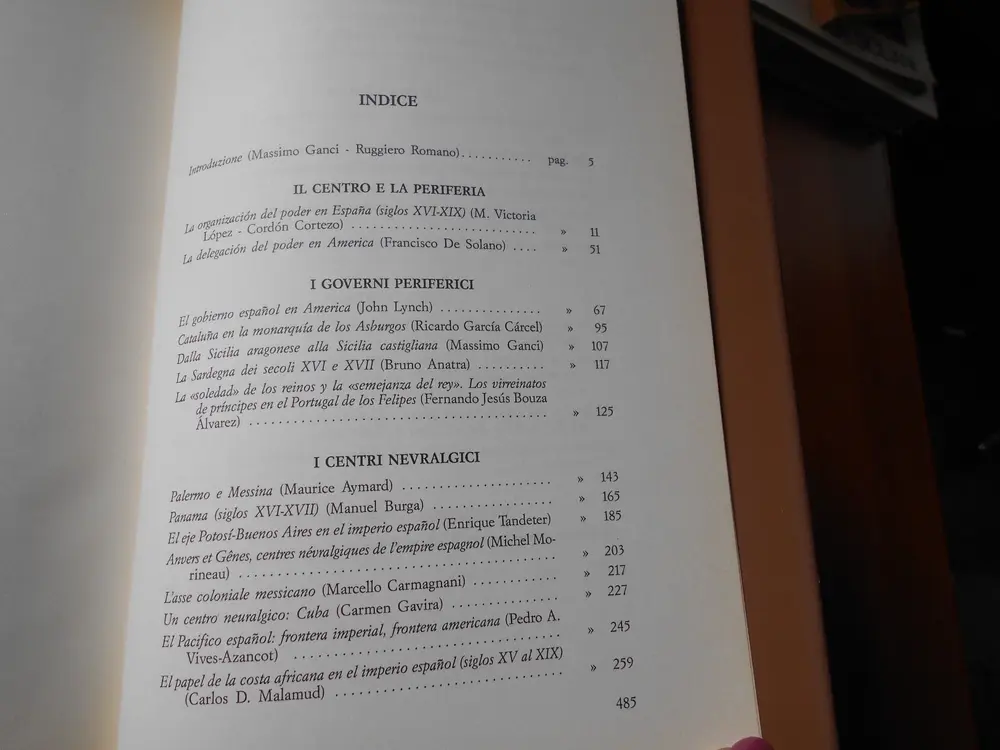 INDICE
Introduzione (Massimo Ganci - Ruggiero Romano)........... pag. 5
IL CENTRO E LA PERIFERIA
La organización del poder en España (siglos XVI-XIX) (M. Victoria
López - Cordón Cortezo) .......................... » 11
La delegación del poder en America (Francisco De Solano) .... » 51
I GOVERNI PERIFERICI
El gobierno español en America (John Lynch) ............... » 67
Cataluña en la monarquía de los Asburgos (Ricardo García Cárcel) » 95
Dalla Sicilia aragonese alla Sicilia castigliana (Massimo Ganci) » 107
La Sardegna dei secoli XVI e XVII (Bruno Anatra) .......... » 117
La «soledad» de los reinos y la «semejanza del rey». Los virreinatos
de príncipes en el Portugal de los Felipes (Fernando Jesús Bouza
Álvarez) ........................................ » 125
I CENTRI NEVRALGICI
Palermo e Messina (Maurice Aymard) ..................... » 143
Panama (siglos XVI-XVII) (Manuel Burga) ................. » 165
El eje Potosí-Buenos Aires en el imperio español (Enrique Tandeter) » 185
Anvers et Gênes, centres névralgiques de l'empire espagnol (Michel Mo-
rineau) .......................................... » 203
L'asse coloniale messicano (Marcello Carmagnani) ............ » 217
Un centro neuralgico: Cuba (Carmen Gavira) ............... » 227
El Pacifico español: frontera imperial, frontera americana (Pedro A.
Vives-Azancot) ................................... » 245
El papel de la costa africana en el imperio español (siglos XV al XIX)
(Carlos D. Malamud) .............................. » 259
485